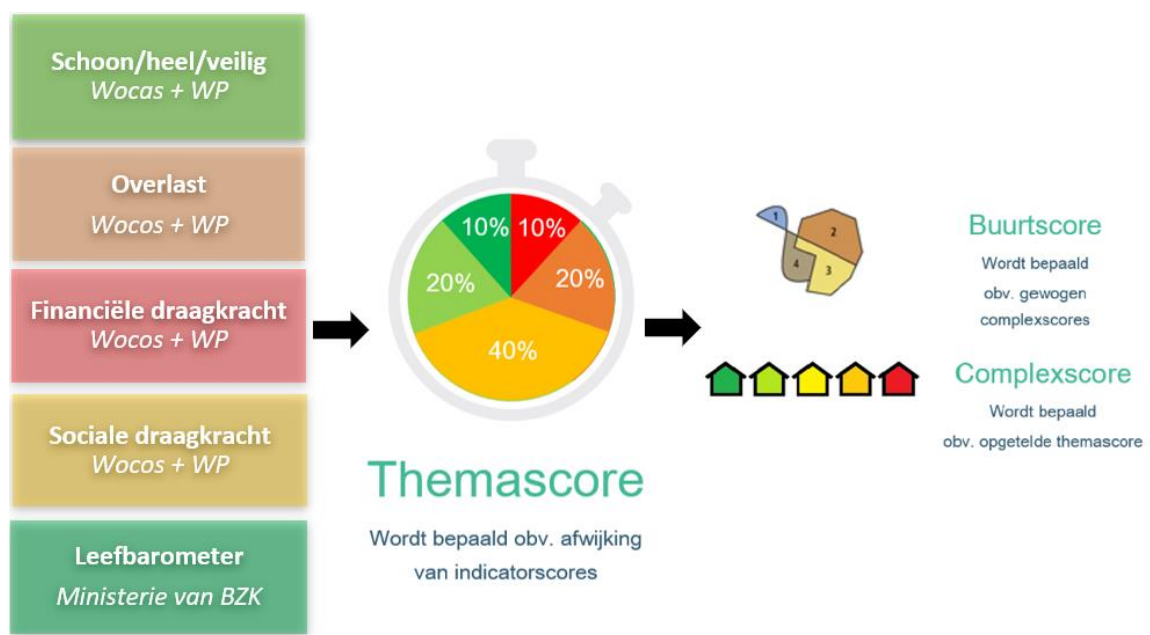 Schoon/heel/veilig
Wocas + WP
Overlast
Wocos + WP
Financiële draagkracht
Wocos + WP
Sociale draagkracht
Wocos + WP
Leefbarometer
Ministerie van BZK
10% 10%
20% 20%
40%
Themascore
Wordt bepaald obv. afwijking
van indicatorscores
1
2
4 3
Buurtscore
Wordt bepaald
obv. gewogen
complexscores
Complexscore
Wordt bepaald
obv. opgetelde themascore